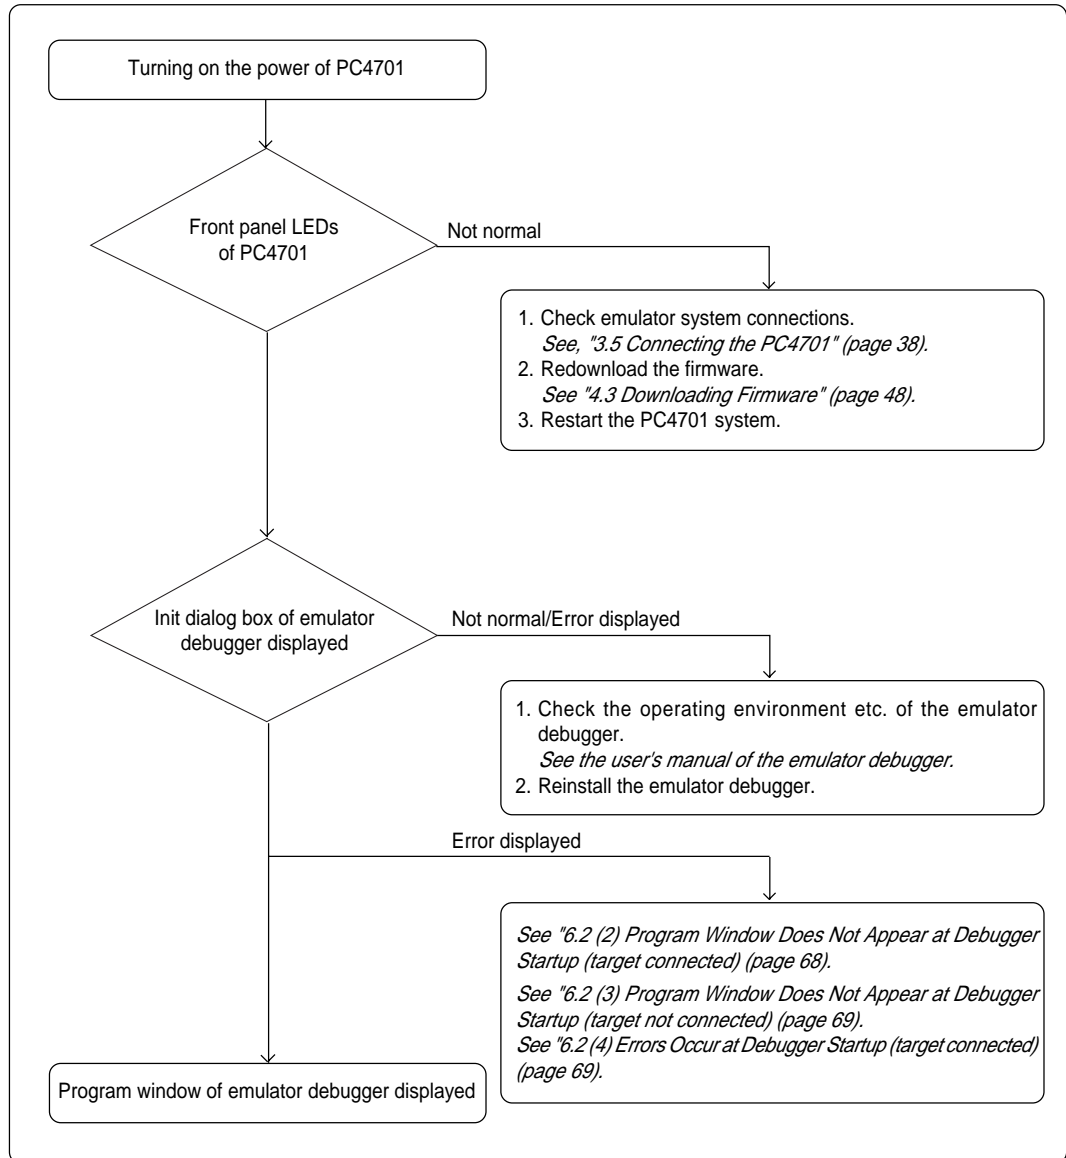 Turning on the power of PC4701
Front panel LEDs
of PC4701
Not normal
1. Check emulator system connections.
See, "3.5 Connecting the PC4701" (page 38).
2. Redownload the firmware.
See "4.3 Downloading Firmware" (page 48).
3. Restart the PC4701 system.
Init dialog box of emulator
debugger displayed
Not normal/Error displayed
1. Check the operating environment etc. of the emulator
debugger.
See the user's manual of the emulator debugger.
2. Reinstall the emulator debugger.
Error displayed
See "6.2 (2) Program Window Does Not Appear at Debugger
Startup (target connected) (page 68).
See "6.2 (3) Program Window Does Not Appear at Debugger
Startup (target not connected) (page 69).
See "6.2 (4) Errors Occur at Debugger Startup (target connected)
(page 69).
Program window of emulator debugger displayed